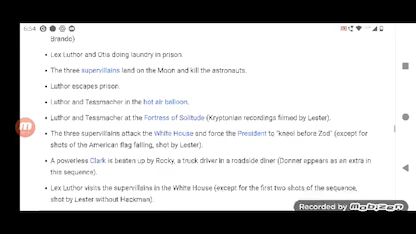 6:54
Brando)
• Lex Luthor and Otis doing laundry in prison.
• The three supervillains land on the Moon and kill the astronauts.
• Luthor escapes prison.
• Luthor and Tessmacher in the hot air balloon.
• Luthor and Tessmacher at the Fortress of Solitude (Kryptonian recordings filmed by Lester).
• The three supervillains attack the White House and force the President to "kneel before Zod" (except for
shots of the American flag falling, shot by Lester).
• A powerless Clark is beaten up by Rocky, a truck driver in a roadside diner (Donner appears as an extra in
this sequence).
• Lex Luthor visits the supervillains in the White House (except for the first two shots of the sequence,
shot by Lester without Hackman).
Recorded by MOBIZEN